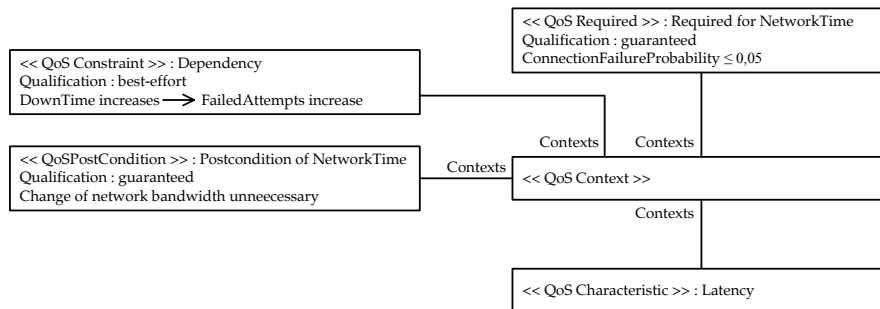 << QoS Required >> : Required for NetworkTime
Qualification : guaranteed
ConnectionFailureProbability ≤ 0,05
<< QoS Constraint >> : Dependency
Qualification : best-effort
DownTime increases → FailedAttempts increase
Contexts
Contexts
<< QoSPostCondition >> : Postcondition of NetworkTime
Qualification : guaranteed
Change of network bandwidth unneecessary
Contexts
<< QoS Context >>
Contexts
<< QoS Characteristic >> : Latency